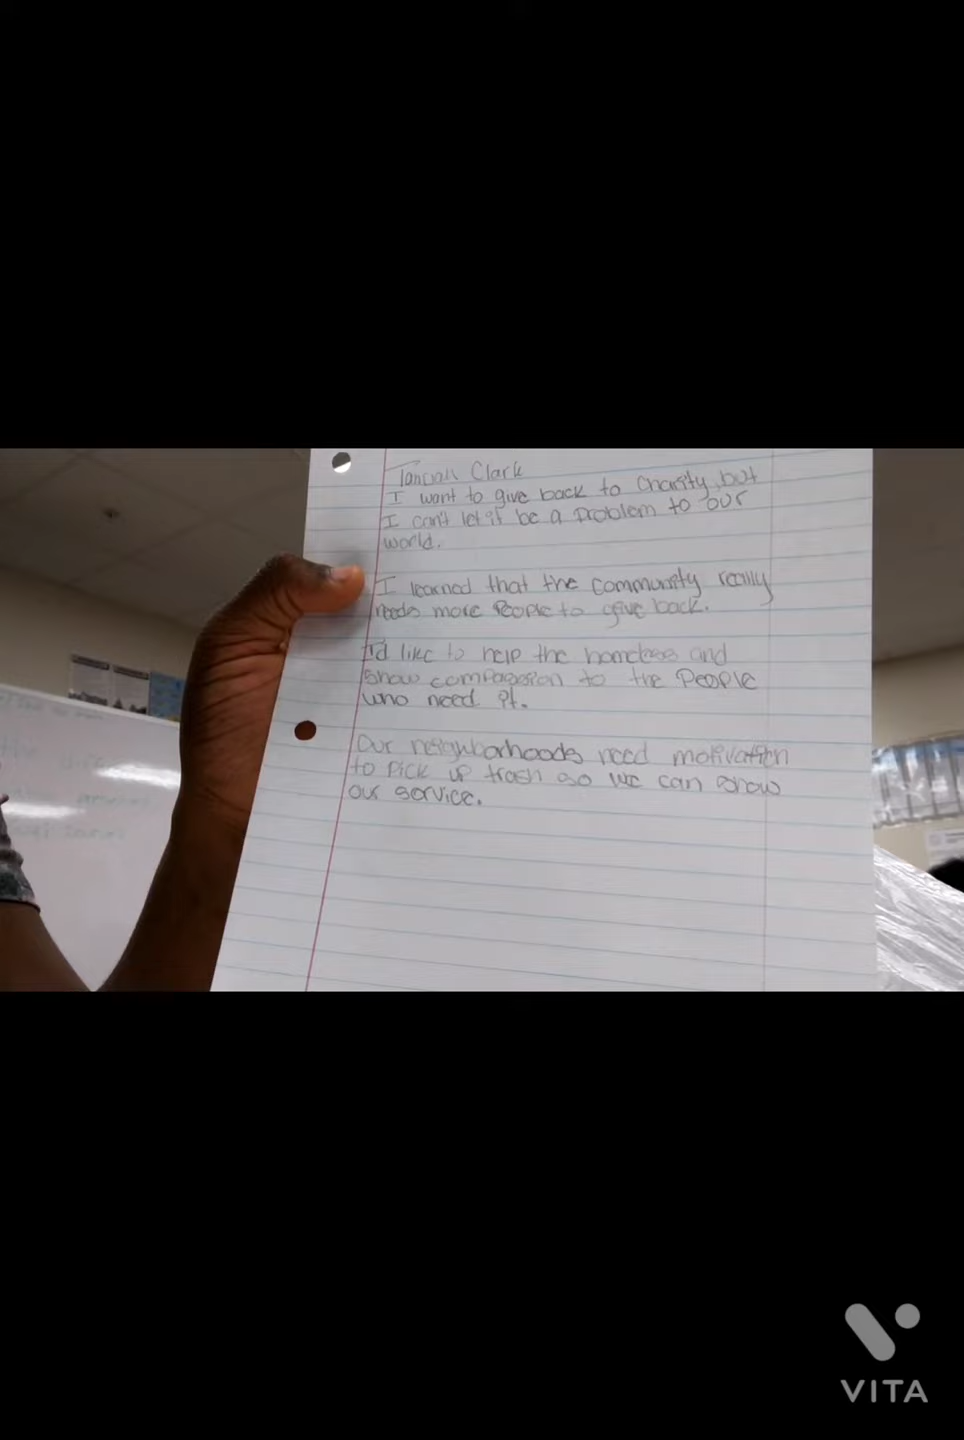 Clark
I want to give back to Charity, but
I can't let it be a problem to our
world.
I learned that the community really
needs more People to give back.
I'd like to help the homeless and
show compassion to the People
who need it.
Our neighborhoods need motivation
to Pick up trash so we can show
our service.
VITA